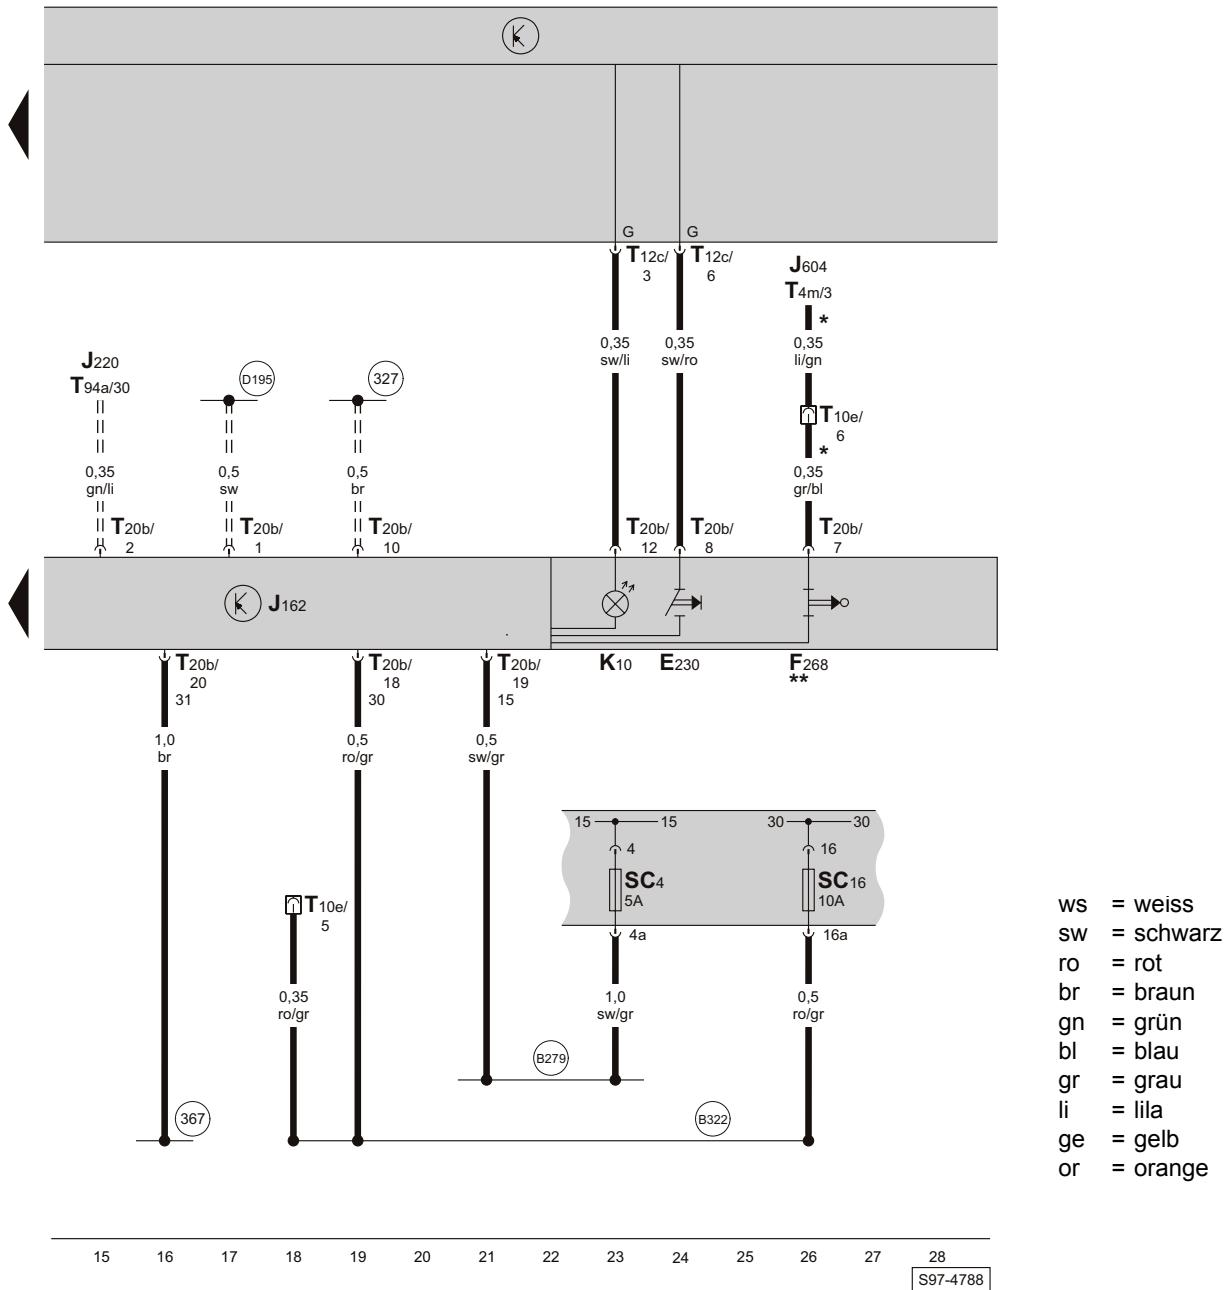 G G
T12c/ T12c/
3 6
J604
T4m/3
*
0,35 0,35 0,35
sw/li sw/ro li/gn
J220
T94a/30
D195
327
T10e/
6
*
0,35 0,5 0,5 0,35
gn/li sw br gr/bl
T20b/ T20b/ T20b/ T20b/ T20b/ T20b/
2 1 10 12 8 7
J162
T20b/ T20b/ T20b/
20 18 19
31 30 15
K10 E230 F268
**
1,0 0,5 0,5
br ro/gr sw/gr
15 15 30 30
4 16
SC4 SC16
5A 10A
4a 16a
T10e/
5
0,35 1,0 0,5
ro/gr sw/gr ro/gr
B279
367
B322
ws = weiss
sw = schwarz
ro = rot
br = braun
gn = grün
bl = blau
gr = grau
li = lila
ge = gelb
or = orange
15 16 17 18 19 20 21 22 23 24 25 26 27 28
S97-4788